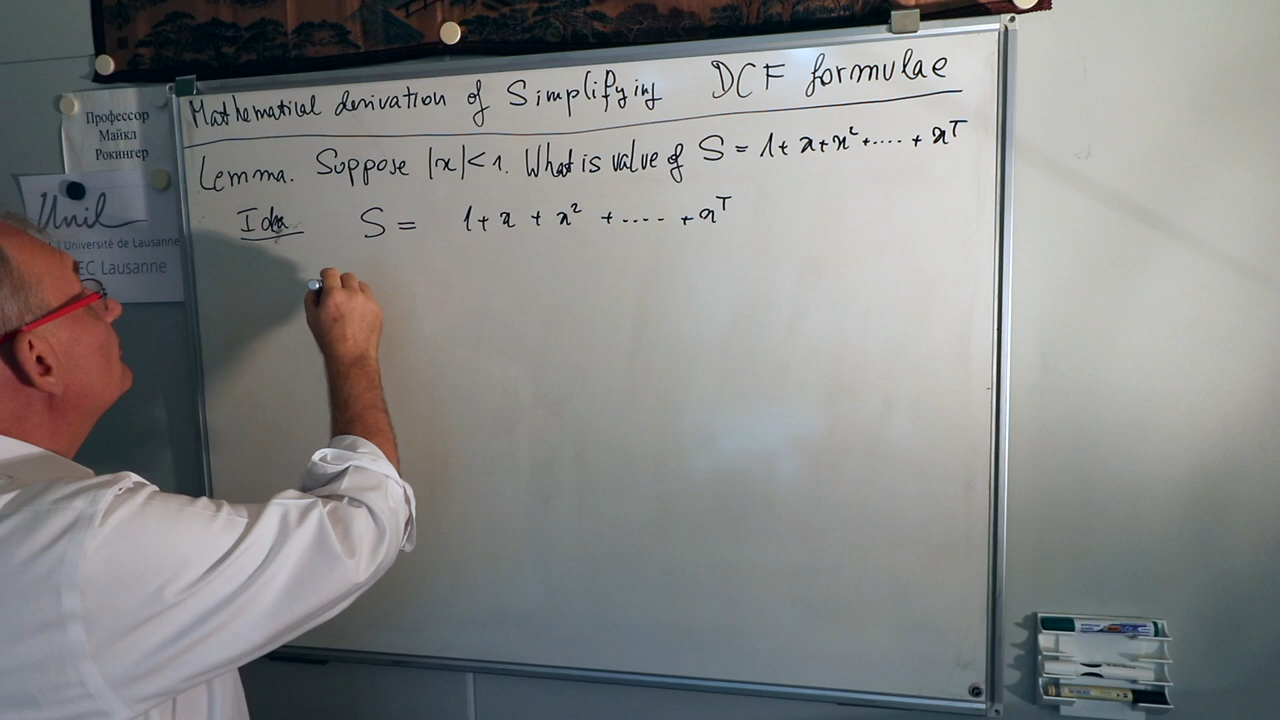 Mathematical derivation of Simplifying DCF formulae
Lemma. Suppose |x|<1. What is value of S = 1+x+x²+....+x^T
Idea. S = 1+x+x²+....+x^T
Профессор
Майкл
Рокингер
Unil
Université de Lausanne
EC Lausanne